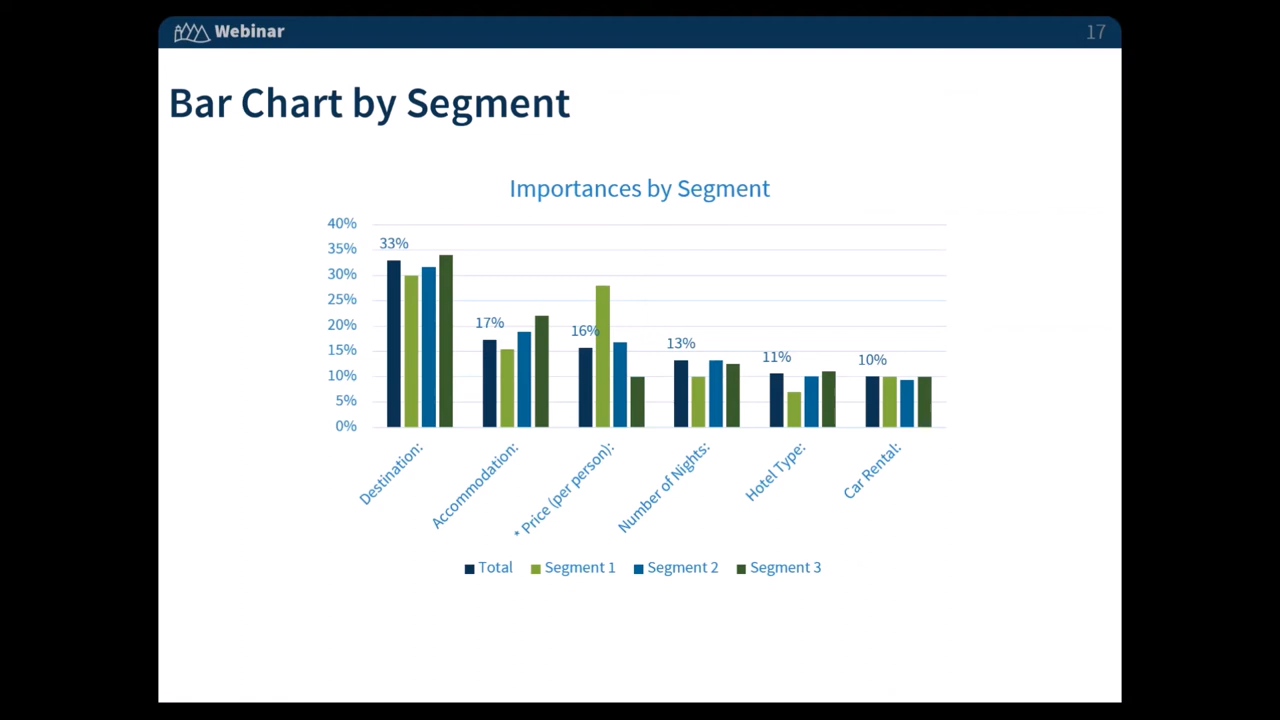 Webinar
17
Bar Chart by Segment
Importances by Segment
40%
35%
30%
25%
20%
15%
10%
5%
0%
33%
17%
16%
13%
11%
10%
Destination:
Accommodation:
* Price (per person):
Number of Nights:
Hotel Type:
Car Rental:
Total
Segment 1
Segment 2
Segment 3